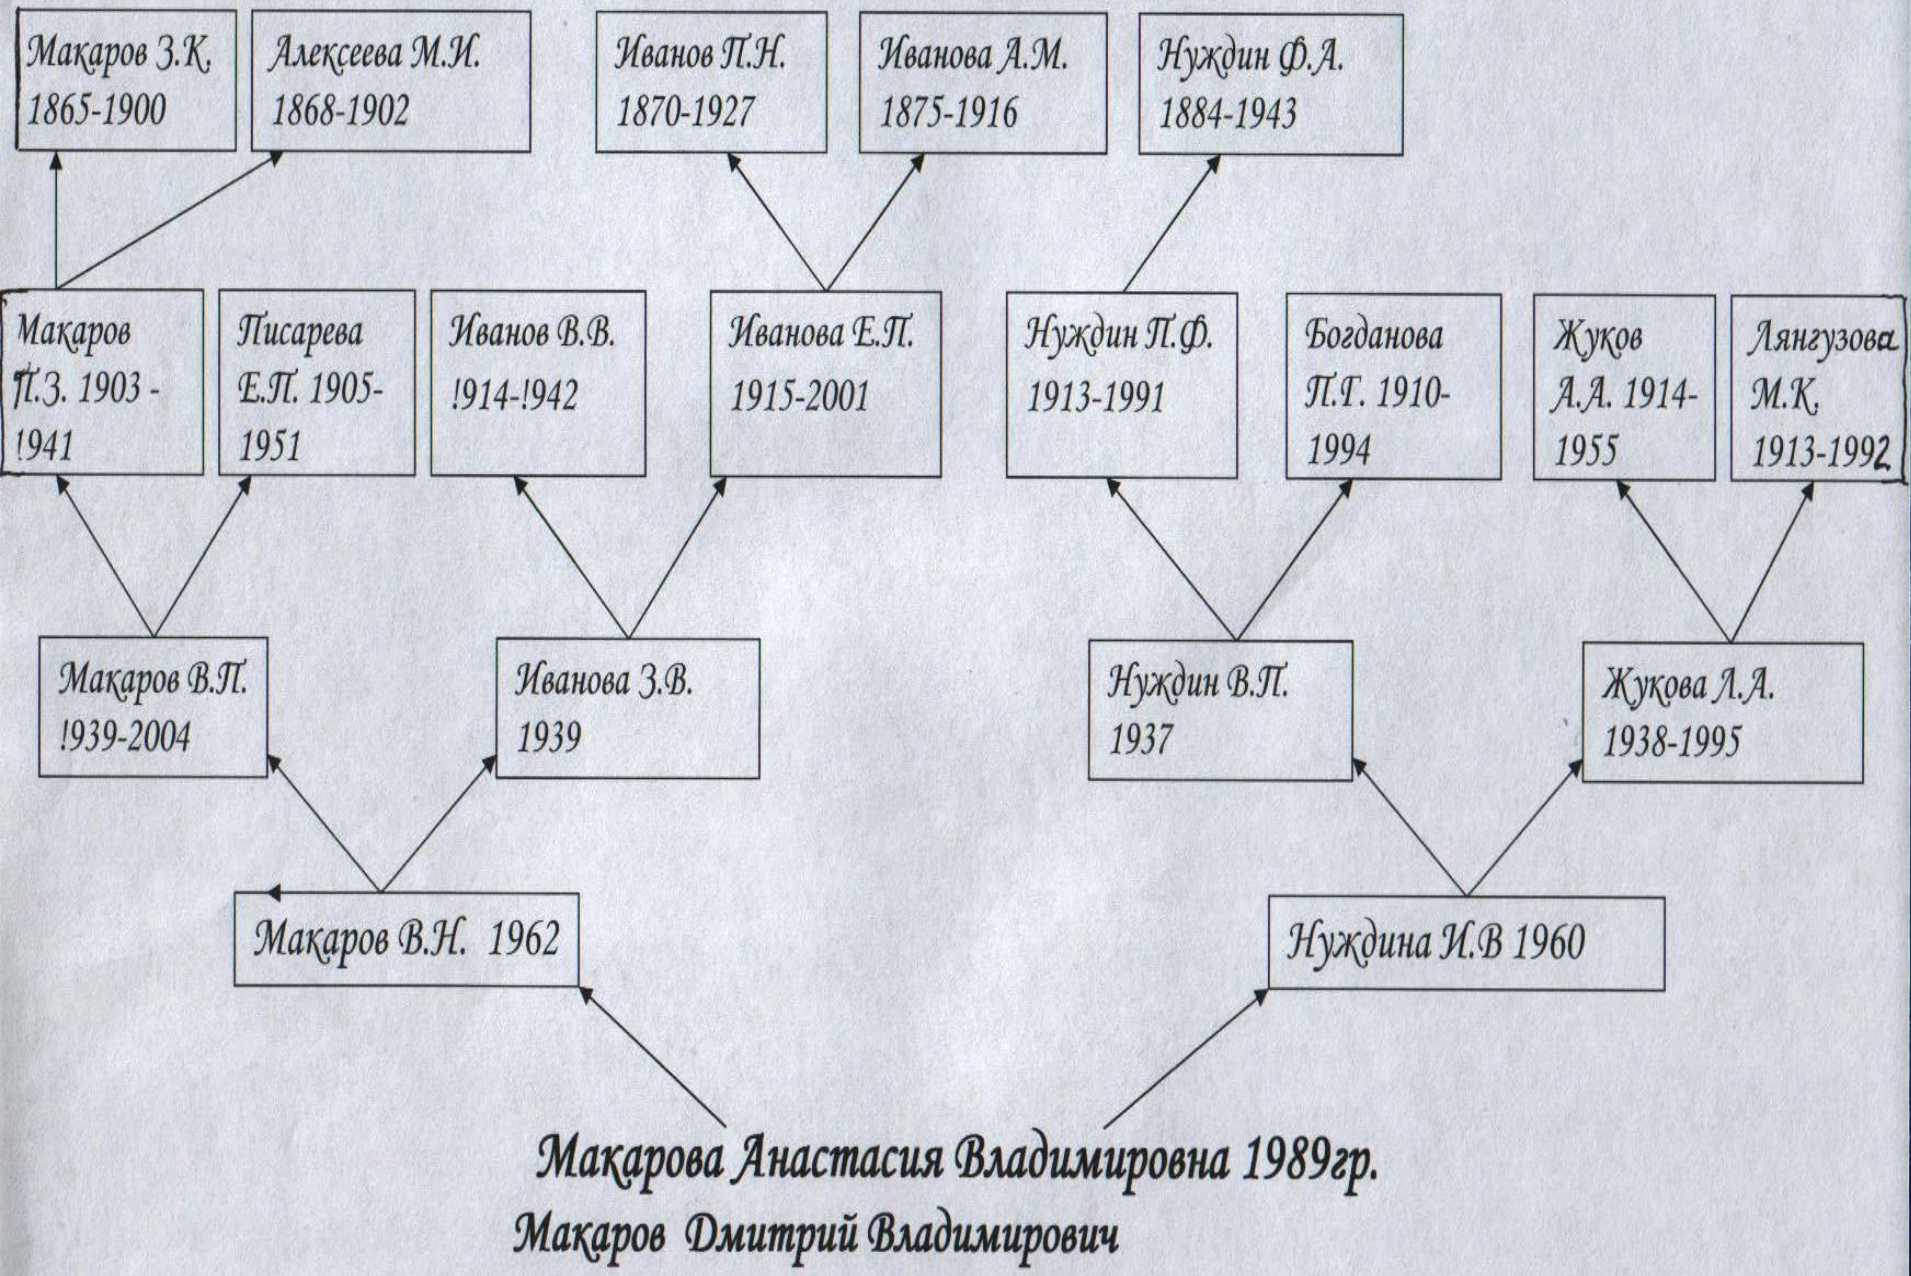 Макаров З.К.
1865-1900
Алексеева М.И.
1868-1902
Иванов П.Н.
1870-1927
Иванова А.М.
1875-1916
Нуждин Ф.А.
1884-1943
Макаров
П.З. 1903 -
!941
Писарева
Е.П. 1905-
1951
Иванов В.В.
!914-!942
Иванова Е.П.
1915-2001
Нуждин П.Ф.
1913-1991
Богданова
П.Г. 1910-
1994
Жуков
А.А. 1914-
1955
Лянгузова
М.К.
1913-1992
Макаров В.П.
!939-2004
Иванова З.В.
1939
Нуждин В.П.
1937
Жукова Л.А.
1938-1995
Макаров В.Н. 1962
Нуждина И.В 1960
Макарова Анастасия Владимировна 1989гр.
Макаров Дмитрий Владимирович